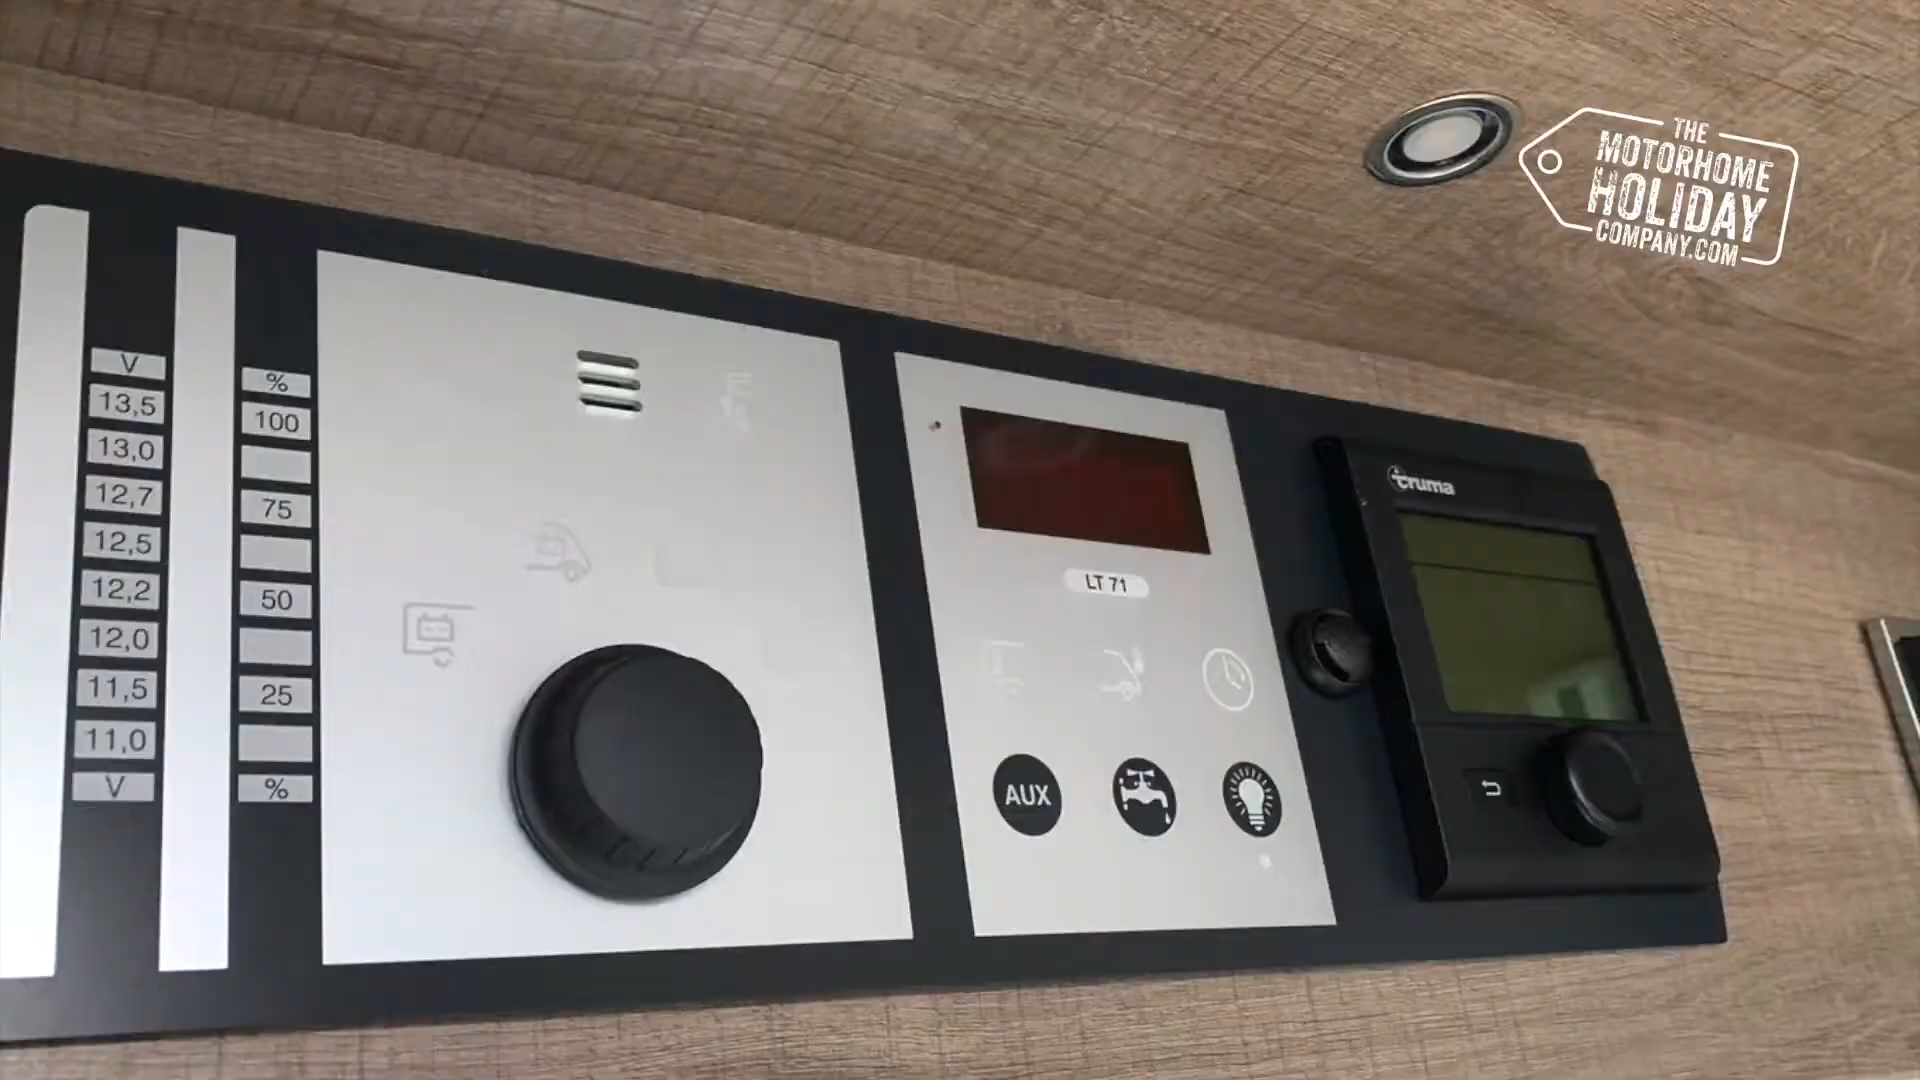 THE
MOTORHOME
HOLIDAY
COMPANY.COM
V
13,5
13,0
12,7
12,5
12,2
12,0
11,5
11,0
V
%
100
75
50
25
%
LT 71
AUX
truma